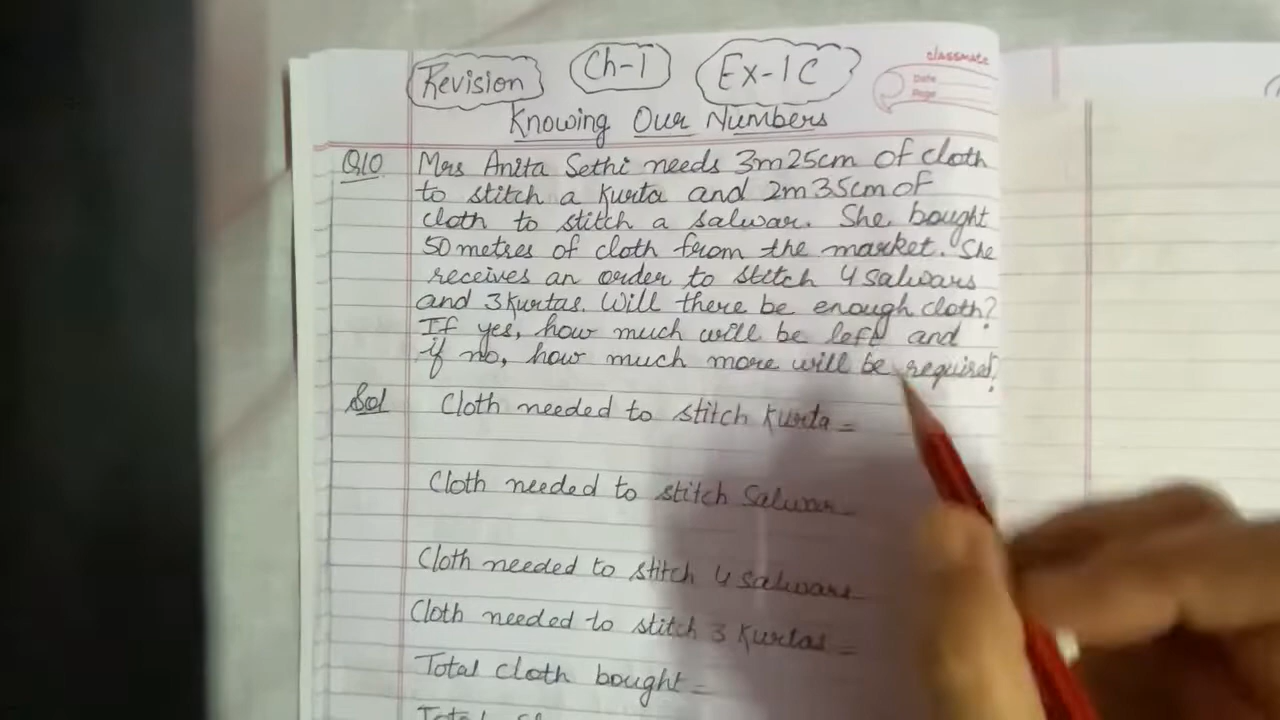 Revision Ch-1 Ex-1C
classmate
Date
Page
Knowing Our Numbers
Q10 Mrs Anita Sethi needs 3m25cm of cloth
to stitch a Kurta and 2m35cm of
cloth to stitch a salwar. She bought
50 metres of cloth from the market. She
receives an order to stitch 4 salwars
and 3 Kurtas. Will there be enough cloth?
If yes, how much will be left and
if no, how much more will be required?
Sol Cloth needed to stitch Kurta =
Cloth needed to stitch Salwar
Cloth needed to stitch 4 salwars
Cloth needed to stitch 3 Kurtas =
Total cloth bought =
Total